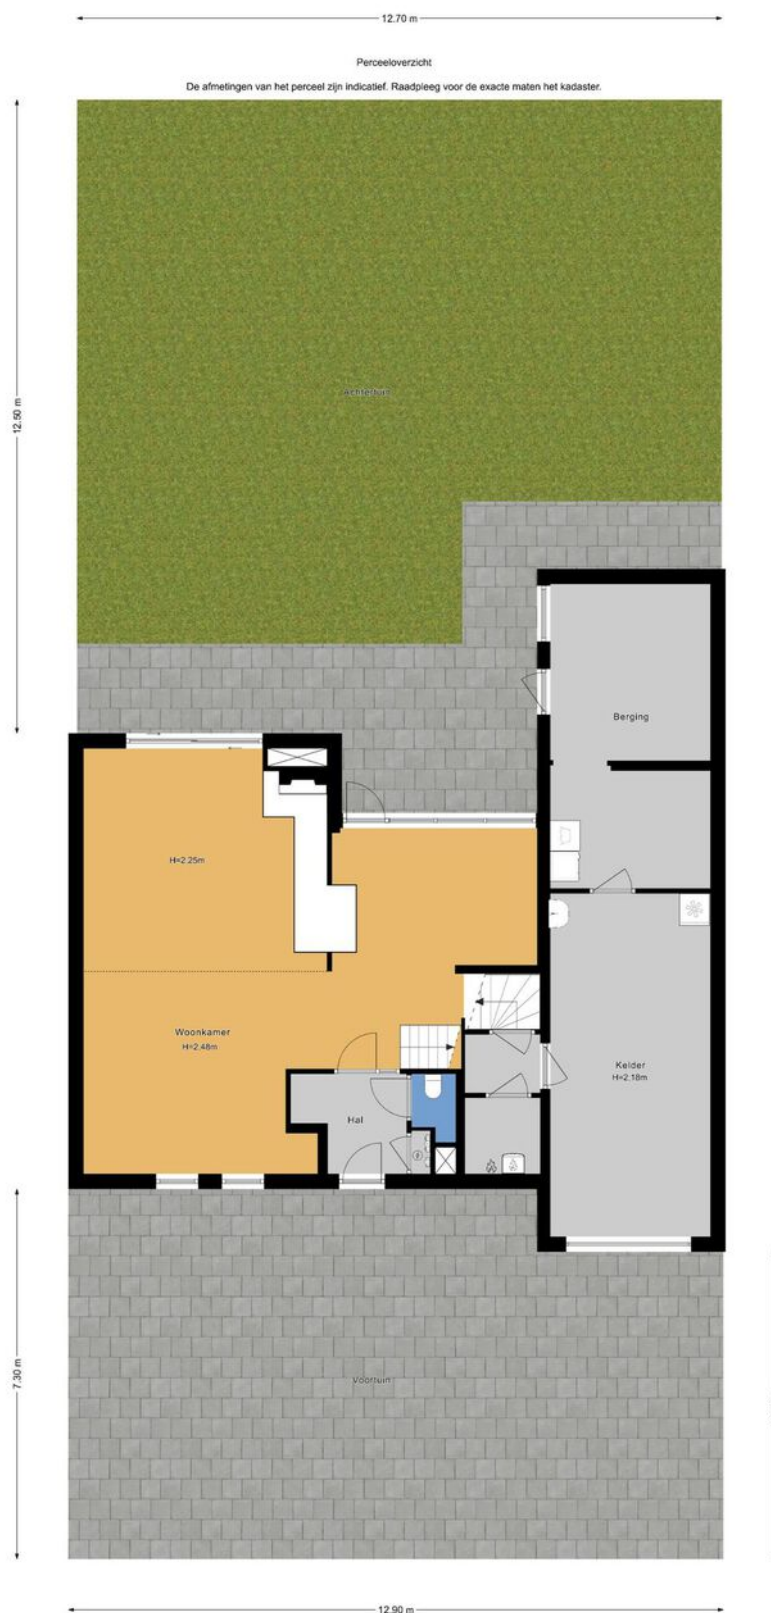 12.70 m
Perceeloverzicht
De afmetingen van het perceel zijn indicatief. Raadpleeg voor de exacte maten het kadaster.
12.50 m
Achtertuin
Berging
H=2.25m
Woonkamer
H=2.48m
Kelder
H=2.18m
Hal
7.30 m
Voortuin
12.90 m